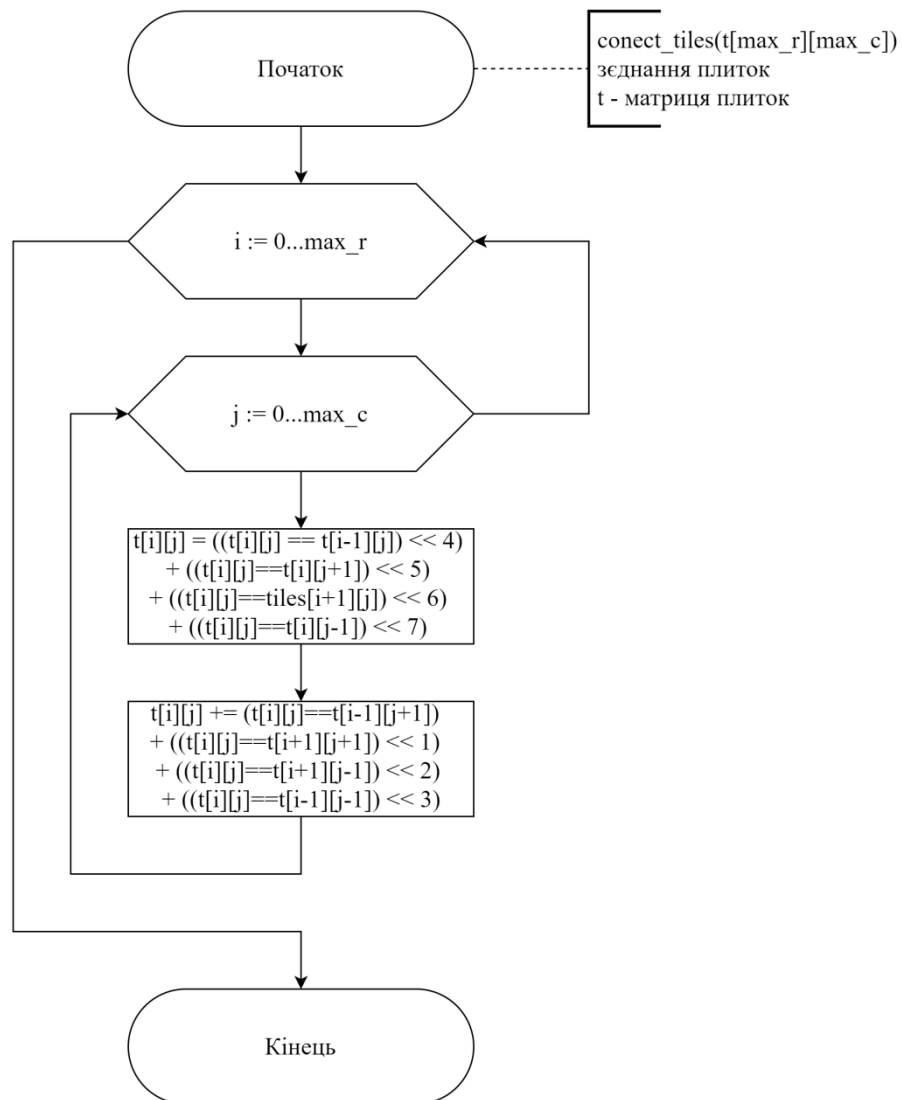 Початок
conect_tiles(t[max_r][max_c])
зєднання плиток
t - матриця плиток
i := 0...max_r
j := 0...max_c
t[i][j] = ((t[i][j] == t[i-1][j]) << 4)
+ ((t[i][j]==t[i][j+1]) << 5)
+ ((t[i][j]==tiles[i+1][j]) << 6)
+ ((t[i][j]==t[i][j-1]) << 7)
t[i][j] += (t[i][j]==t[i-1][j+1])
+ ((t[i][j]==t[i+1][j+1]) << 1)
+ ((t[i][j]==t[i+1][j-1]) << 2)
+ ((t[i][j]==t[i-1][j-1]) << 3)
Кінець